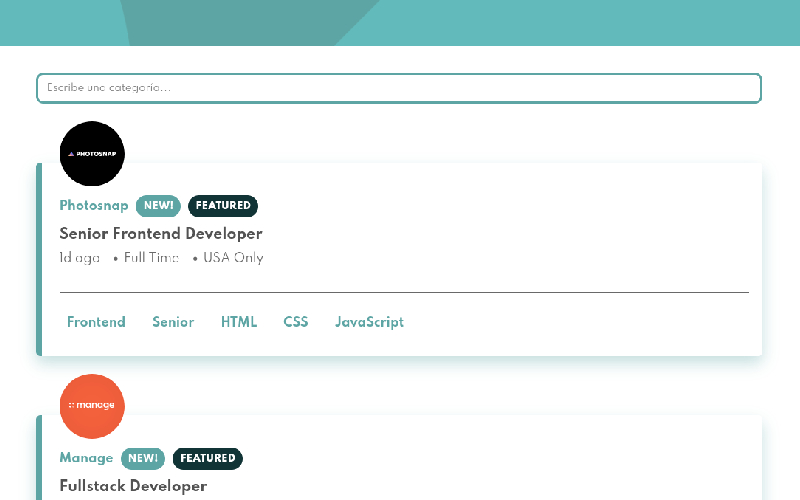 Escribe una categoría...
PHOTOSNAP
Photosnap NEW! FEATURED
Senior Frontend Developer
1d ago • Full Time • USA Only
Frontend Senior HTML CSS JavaScript
manage
Manage NEW! FEATURED
Fullstack Developer